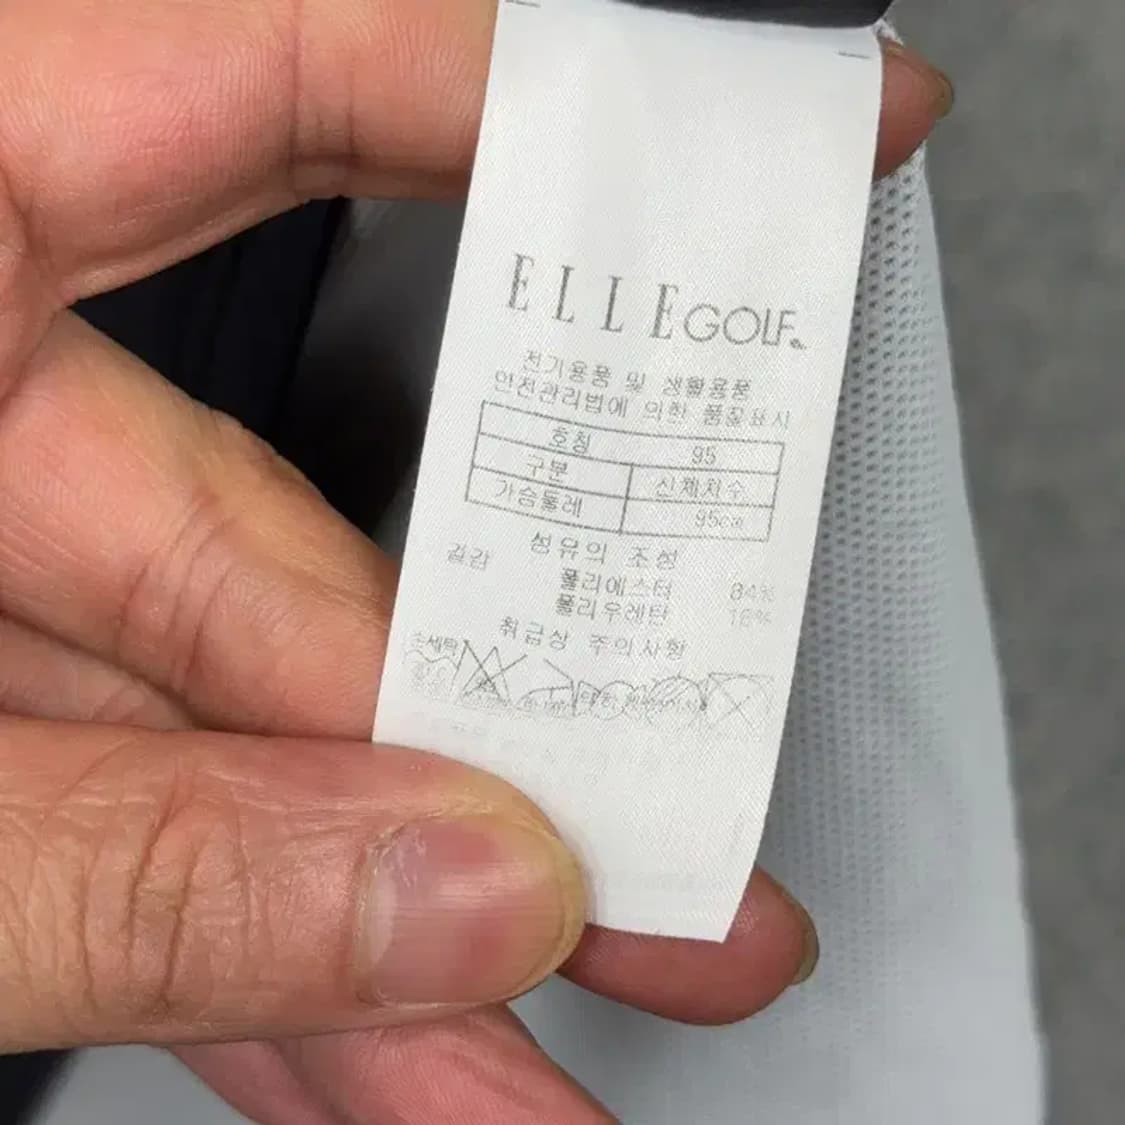 ELLE GOLF
전기용품 및 생활용품
안전관리법에 의한 품질표시
호칭 95
구분 신체치수
가슴둘레 95cm
섬유의 조성
겉감 폴리에스터 84%
폴리우레탄 16%
취급상 주의사항
손세탁